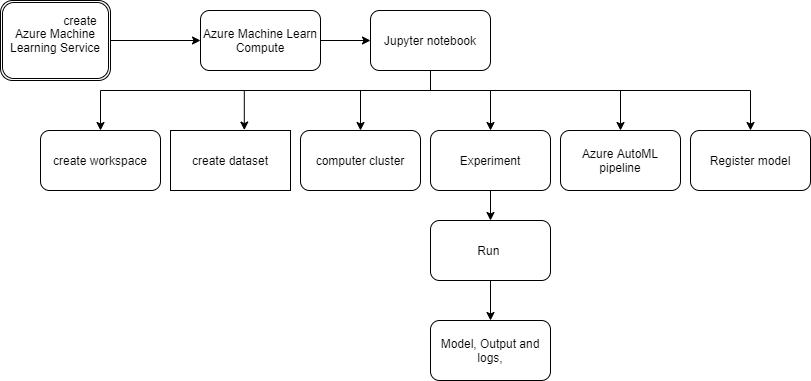 create
Azure Machine
Learning Service
Azure Machine Learn
Compute
Jupyter notebook
create workspace
create dataset
computer cluster
Experiment
Azure AutoML
pipeline
Register model
Run
Model, Output and
logs,